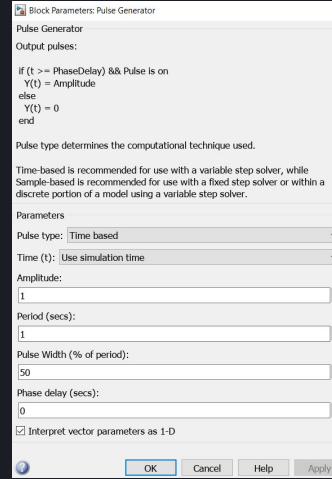 Block Parameters: Pulse Generator
Pulse Generator
Output pulses:
if (t >= PhaseDelay) && Pulse is on
Y(t) = Amplitude
else
Y(t) = 0
end
Pulse type determines the computational technique used.
Time-based is recommended for use with a variable step solver, while
Sample-based is recommended for use with a fixed step solver or within a
discrete portion of a model using a variable step solver.
Parameters
Pulse type: Time based
Time (t): Use simulation time
Amplitude:
1
Period (secs):
1
Pulse Width (% of period):
50
Phase delay (secs):
0
Interpret vector parameters as 1-D
? OK Cancel Help Apply